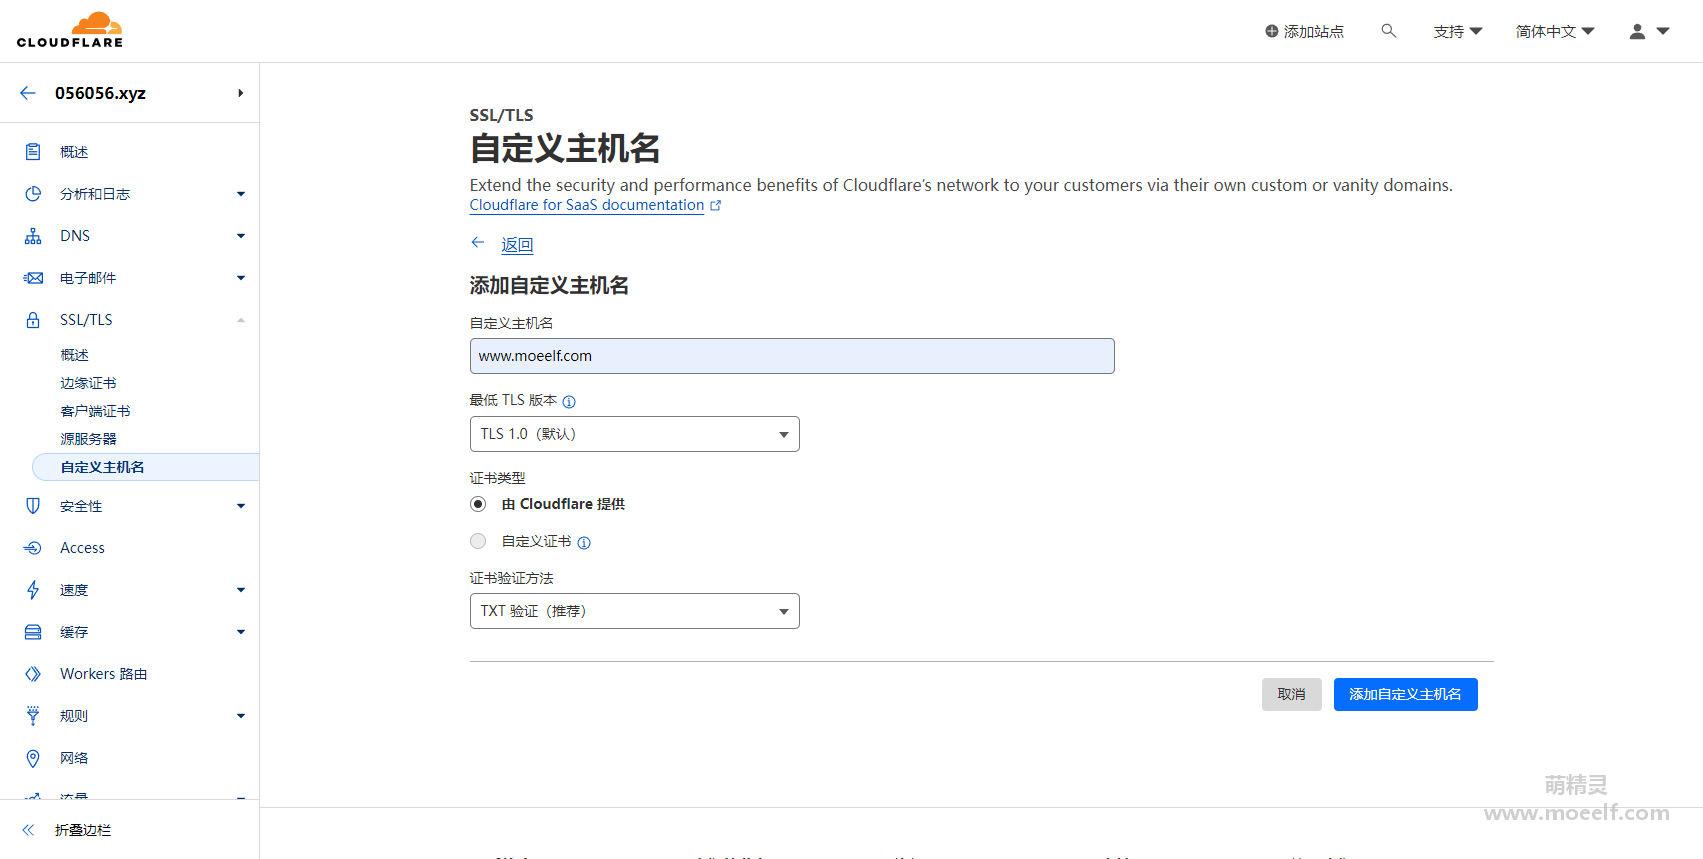 CLOUDFLARE
添加站点
支持
简体中文
056056.xyz
概述
分析和日志
DNS
电子邮件
SSL/TLS
概述
边缘证书
客户端证书
源服务器
自定义主机名
安全性
Access
速度
缓存
Workers 路由
规则
网络
流量
折叠边栏
SSL/TLS
自定义主机名
Extend the security and performance benefits of Cloudflare's network to your customers via their own custom or vanity domains.
Cloudflare for SaaS documentation
返回
添加自定义主机名
自定义主机名
www.moeelf.com
最低 TLS 版本
TLS 1.0（默认）
证书类型
由 Cloudflare 提供
自定义证书
证书验证方法
TXT 验证（推荐）
取消
添加自定义主机名
萌精灵
www.moeelf.com